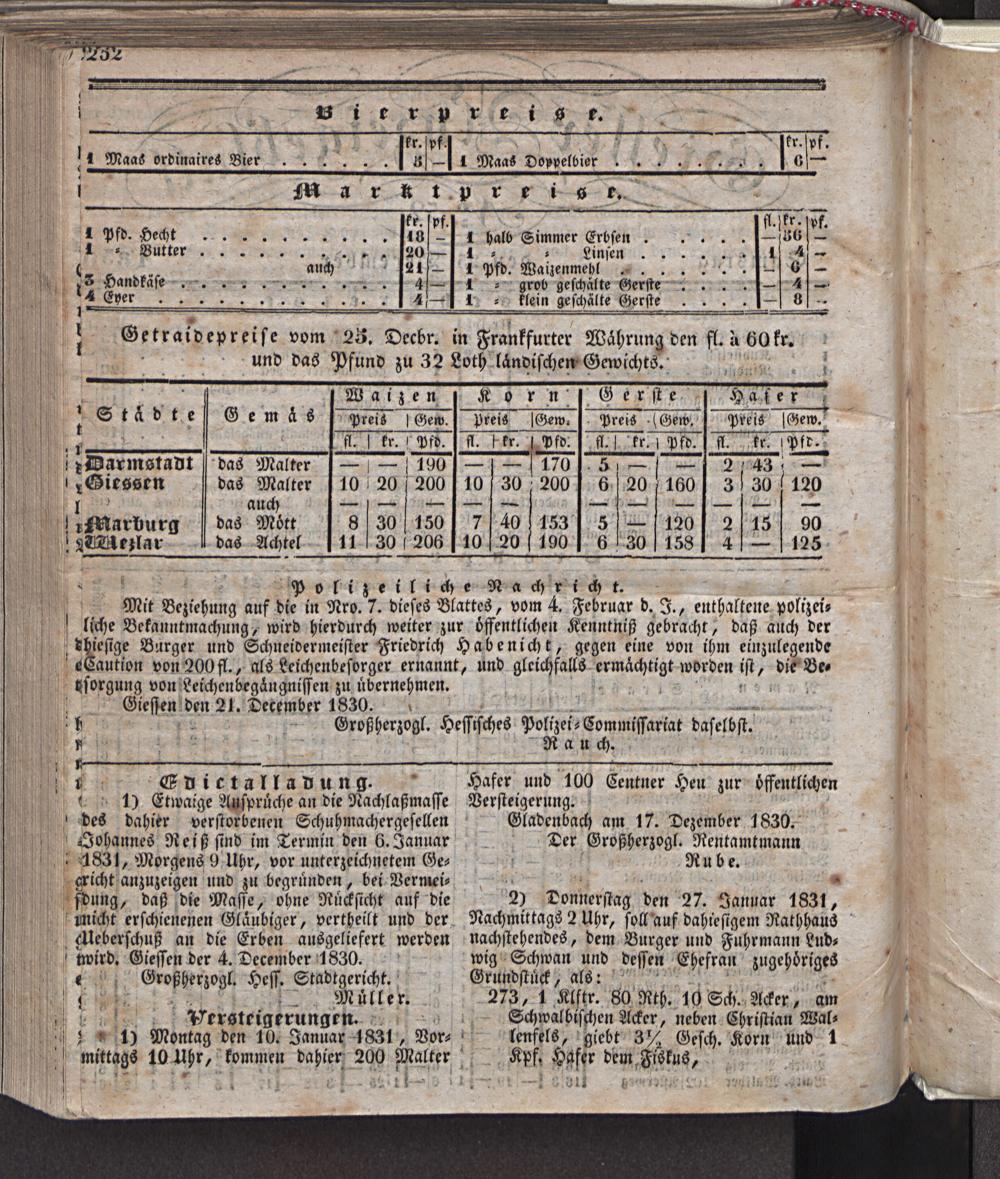 232
Bierpreise.
kr. pf. kr. pf.
1 Maas ordinaires Bier . . . . . . 5 — 1 Maas Doppelbier . . . . . . . 6 —
Marktpreise.
kr. pf. fl. kr. pf.
1 Pfd. Hecht . . . . . . . . . . 18 — 1 halb Simmer Erbsen . . . . — 56 —
1 „ Butter . . . . . . . . . . 20 — 1 „ „ Linsen . . . . . 1 4 —
auch 21 — 1 Pfd. Waizenmehl . . . . . . — 6 —
3 Handkäse . . . . . . . . . . . 4 — 1 „ grob geschälte Gerste . . . . — 4 —
4 Eyer . . . . . . . . . . . . 4 — 1 „ klein geschälte Gerste . . . . — 8 —
Getraidepreise vom 25. Decbr. in Frankfurter Währung den fl. à 60 kr.
und das Pfund zu 32 Loth ländischen Gewichts.
Städte Gemäs Waizen Korn Gerste Hafer
Preis Gew. Preis Gew. Preis Gew. Preis Gew.
fl. kr. Pfd. fl. kr. Pfd. fl. kr. Pfd. fl. kr. Pfd.
Darmstadt das Malter — — 190 — — 170 5 — — 2 43 —
Giessen das Malter 10 20 200 10 30 200 6 20 160 3 30 120
auch — — — — — — — — — — — —
Marburg das Mött 8 30 150 7 40 153 5 — 120 2 15 90
Wezlar das Achtel 11 30 206 10 20 190 6 30 158 4 — 125
Polizeiliche Nachricht.
Mit Beziehung auf die in Nro. 7. dieses Blattes, vom 4. Februar d. J., enthaltene polizei-
liche Bekanntmachung, wird hierdurch weiter zur öffentlichen Kenntniß gebracht, daß auch der
hiesige Burger und Schneidermeister Friedrich Habenicht, gegen eine von ihm einzulegende
Caution von 200 fl., als Leichenbesorger ernannt, und gleichfalls ermächtigt worden ist, die Be-
sorgung von Leichenbegängnissen zu übernehmen.
Giessen den 21. December 1830.
Großherzogl. Hessisches Polizei-Commissariat daselbst.
Rauch.
Edictalladung.
1) Etwaige Ansprüche an die Nachlaßmasse
des dahier verstorbenen Schuhmachergesellen
Johannes Reiß sind im Termin den 6. Januar
1831, Morgens 9 Uhr, vor unterzeichnetem Ge-
richt anzuzeigen und zu begründen, bei Vermei-
dung, daß die Masse, ohne Rücksicht auf die
nicht erschienenen Gläubiger, vertheilt und der
Ueberschuß an die Erben ausgeliefert werden
wird. Giessen der 4. December 1830.
Großherzogl. Hess. Stadtgericht.
Müller.
Versteigerungen.
1) Montag den 10. Januar 1831, Vor-
mittags 10 Uhr, kommen dahier 200 Malter
Hafer und 100 Centner Heu zur öffentlichen
Versteigerung.
Gladenbach am 17. Dezember 1830.
Der Großherzogl. Rentamtmann
Rube.
2) Donnerstag den 27. Januar 1831,
Nachmittags 2 Uhr, soll auf dahiesigem Rathhaus
nachstehendes, dem Burger und Fuhrmann Lud-
wig Schwan und dessen Ehefrau zugehöriges
Grundstück, als:
273, 1 Klftr. 80 Rth. 10 Sch. Acker, am
Schwalbischen Acker, neben Christian Wal-
lenfels, giebt 3½ Gesch. Korn und 1
Kpf. Hafer dem Fiskus,